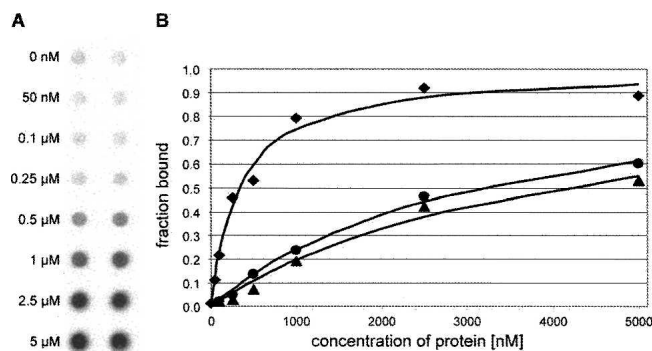 A
0 nM
50 nM
0.1 µM
0.25 µM
0.5 µM
1 µM
2.5 µM
5 µM
B
fraction bound
1.0
0.9
0.8
0.7
0.6
0.5
0.4
0.3
0.2
0.1
0.0
0 1000 2000 3000 4000 5000
concentration of protein [nM]